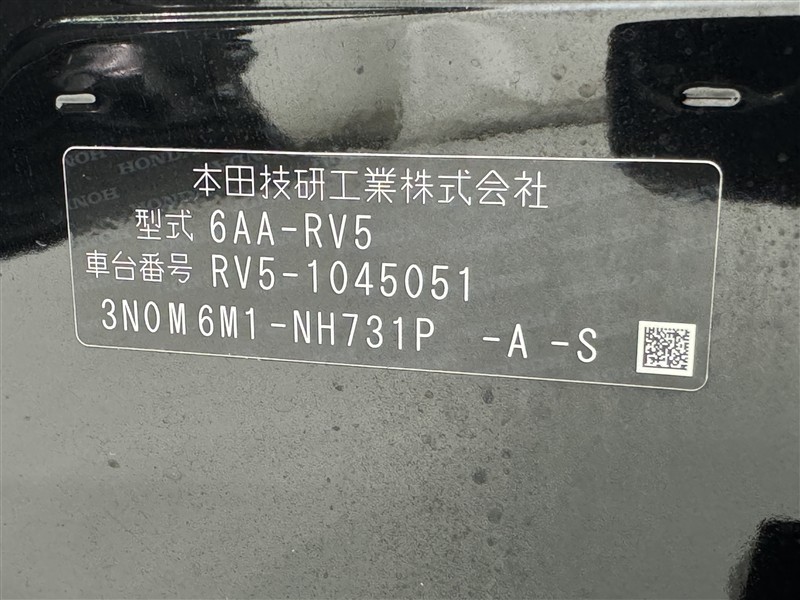 本田技研工業株式会社
型式 6AA-RV5
車台番号 RV5-1045051
3N0M6M1-NH731P -A-S